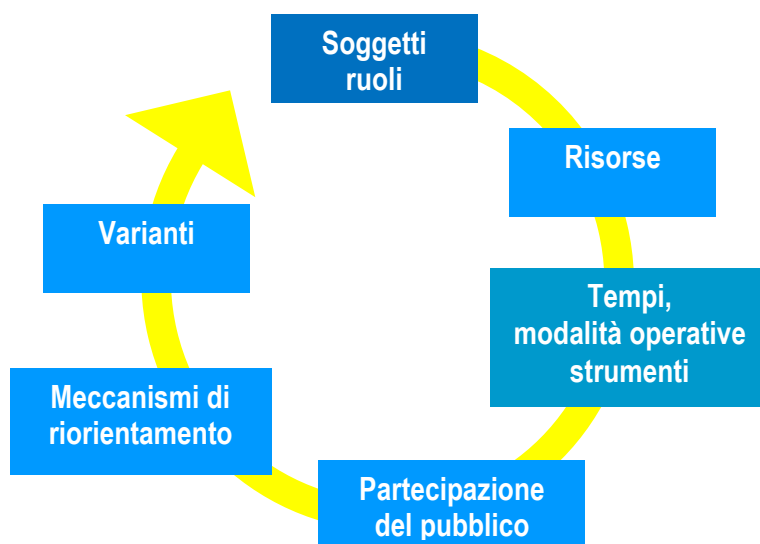 Soggetti
ruoli
Risorse
Tempi,
modalità operative
strumenti
Partecipazione
del pubblico
Meccanismi di
riorientamento
Varianti